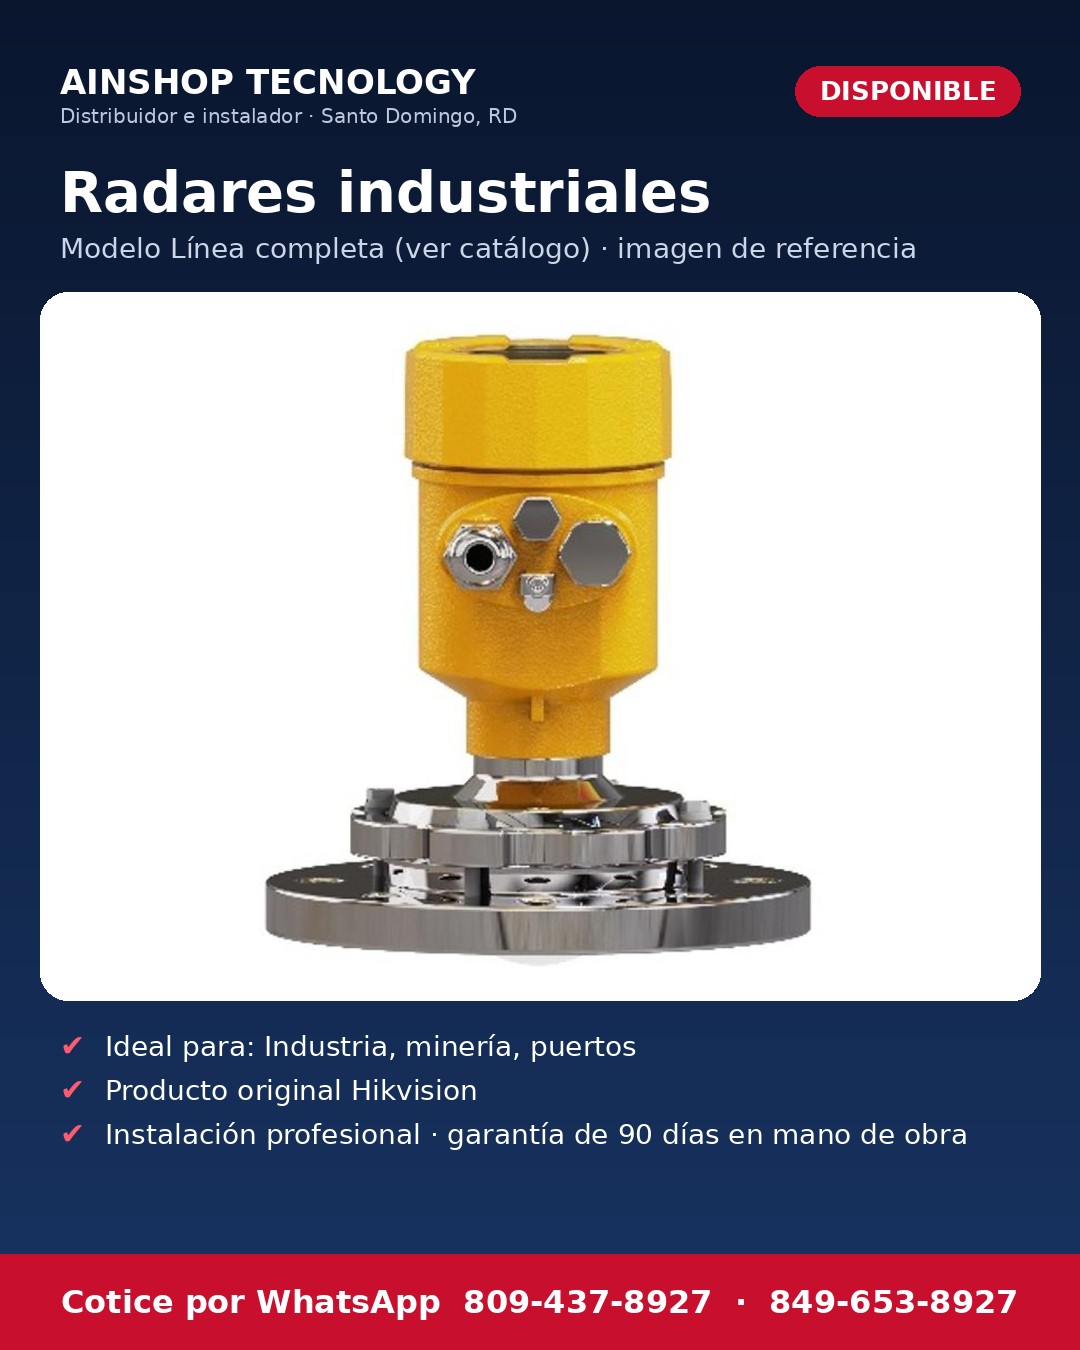 AINSHOP TECNOLOGY
Distribuidor e instalador · Santo Domingo, RD
DISPONIBLE
Radares industriales
Modelo Línea completa (ver catálogo) · imagen de referencia
✔ Ideal para: Industria, minería, puertos
✔ Producto original Hikvision
✔ Instalación profesional · garantía de 90 días en mano de obra
Cotice por WhatsApp 809-437-8927 · 849-653-8927